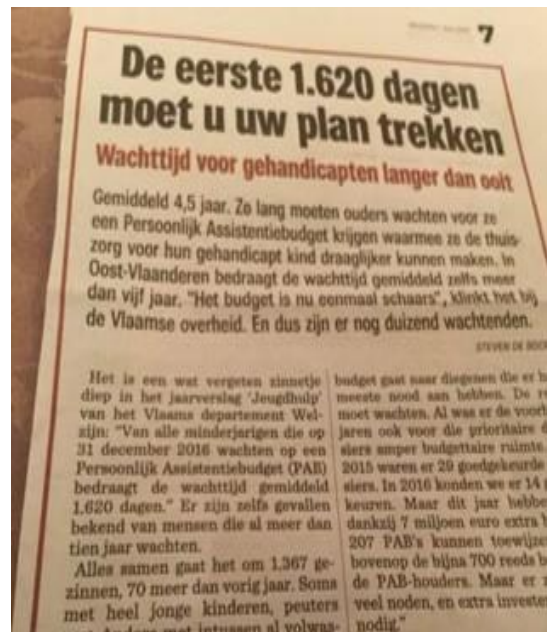 7
De eerste 1.620 dagen
moet u uw plan trekken
Wachttijd voor gehandicapten langer dan ooit
Gemiddeld 4,5 jaar. Zo lang moeten ouders wachten voor ze
een Persoonlijk Assistentiebudget krijgen waarmee ze de thuis-
zorg voor hun gehandicapt kind draaglijker kunnen maken. In
Oost-Vlaanderen bedraagt de wachttijd gemiddeld zelfs meer
dan vijf jaar. "Het budget is nu eenmaal schaars", klinkt het bij
de Vlaamse overheid. En dus zijn er nog duizend wachtenden.
STEVEN DE BOCK
Het is een wat vergeten zinnetje
diep in het jaarverslag 'Jeugdhulp'
van het Vlaams departement Wel-
zijn: "Van alle minderjarigen die op
31 december 2016 wachten op een
Persoonlijk Assistentiebudget (PAB)
bedraagt de wachttijd gemiddeld
1.620 dagen." Er zijn zelfs gevallen
bekend van mensen die al meer dan
tien jaar wachten.
Alles samen gaat het om 1.367 ge-
zinnen, 70 meer dan vorig jaar. Soms
met heel jonge kinderen, peuters
met intussen al volwas-
budget gaat naar diegenen die er h
meeste nood aan hebben. De r
moet wachten. Al was er de voorb
jaren ook voor die prioritaire d
siers amper budgettaire ruimte.
2015 waren er 29 goedgekeurde
siers. In 2016 konden we er 14 g
keuren. Maar dit jaar hebbe
dankzij 7 miljoen euro extra h
207 PAB's kunnen toewijze
bovenop de bijna 700 reeds b
de PAB-houders. Maar er z
veel noden, en extra investe
nodig."